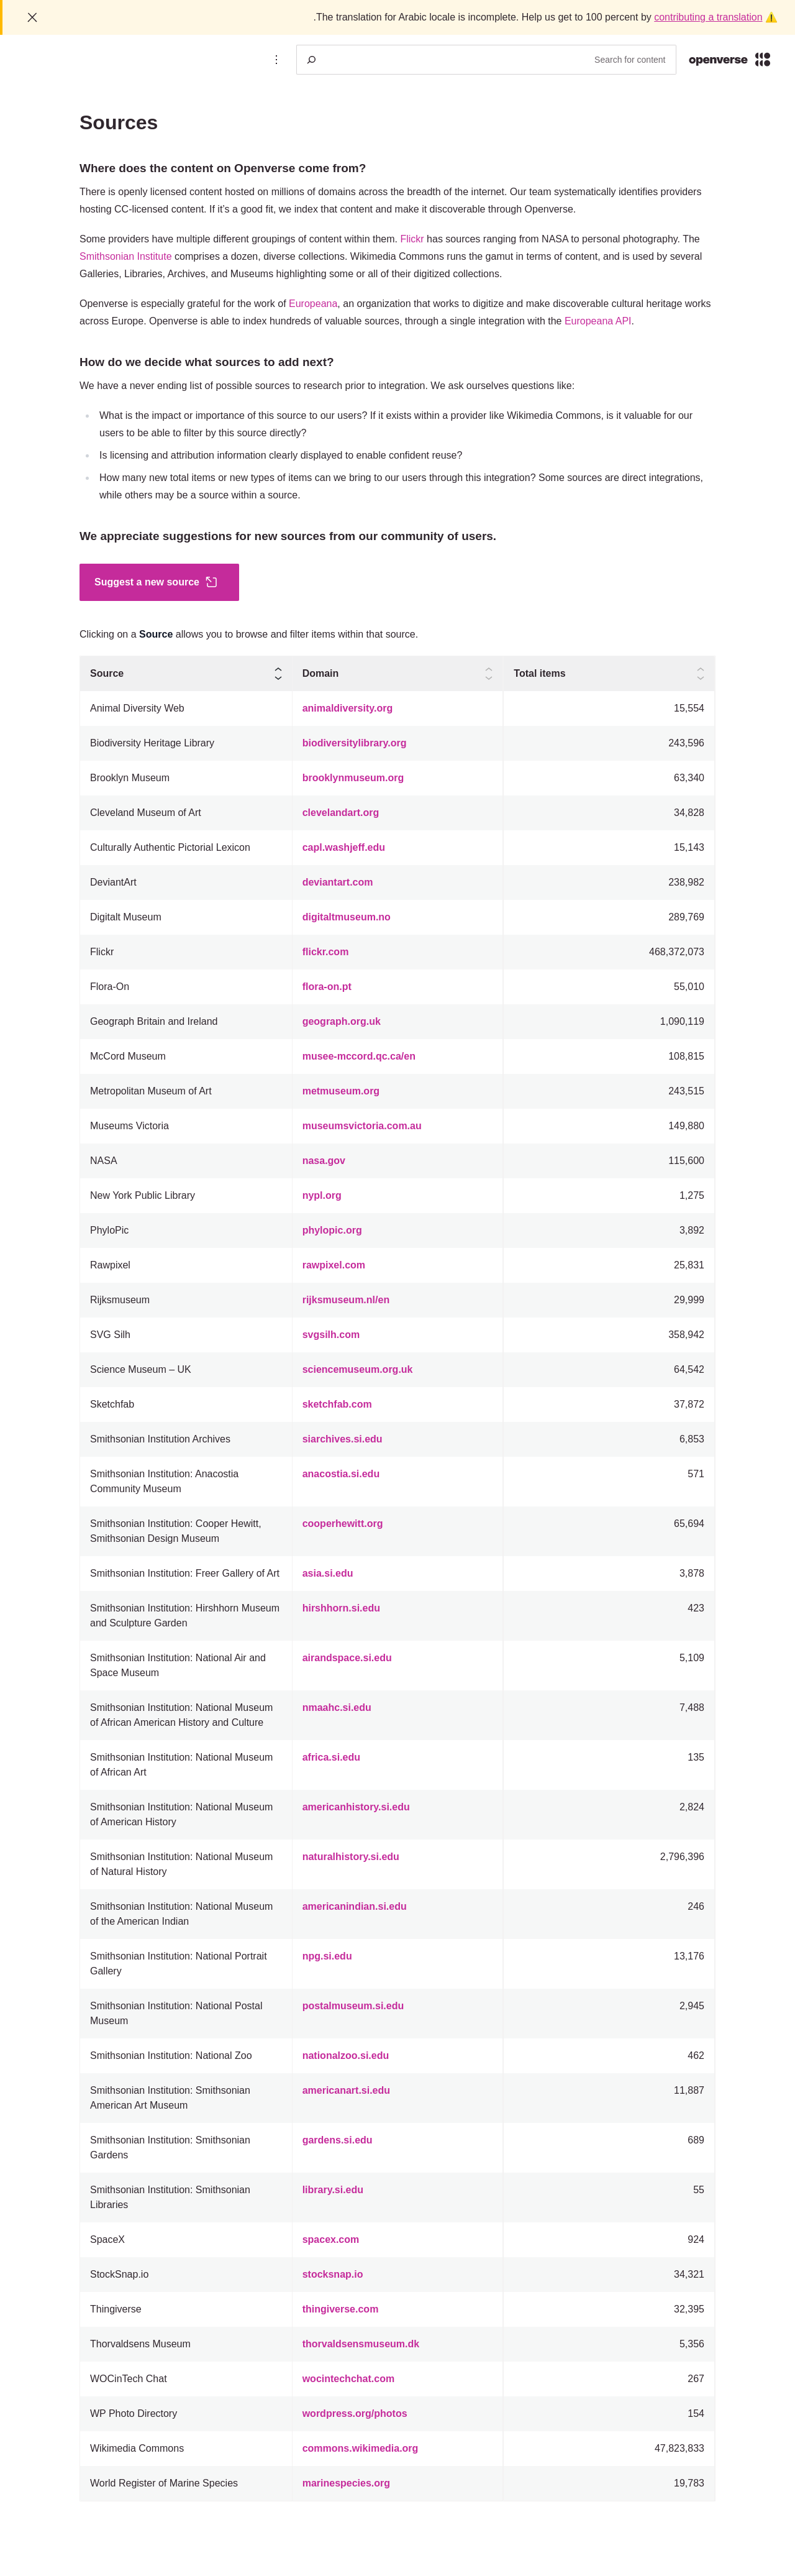 .The translation for Arabic locale is incomplete. Help us get to 100 percent by contributing a translation ⚠️
Search for content
openverse
Sources
Where does the content on Openverse come from?
There is openly licensed content hosted on millions of domains across the breadth of the internet. Our team systematically identifies providers
hosting CC-licensed content. If it's a good fit, we index that content and make it discoverable through Openverse.
Some providers have multiple different groupings of content within them. Flickr has sources ranging from NASA to personal photography. The
Smithsonian Institute comprises a dozen, diverse collections. Wikimedia Commons runs the gamut in terms of content, and is used by several
Galleries, Libraries, Archives, and Museums highlighting some or all of their digitized collections.
Openverse is especially grateful for the work of Europeana, an organization that works to digitize and make discoverable cultural heritage works
across Europe. Openverse is able to index hundreds of valuable sources, through a single integration with the Europeana API.
How do we decide what sources to add next?
We have a never ending list of possible sources to research prior to integration. We ask ourselves questions like:
What is the impact or importance of this source to our users? If it exists within a provider like Wikimedia Commons, is it valuable for our
users to be able to filter by this source directly?
Is licensing and attribution information clearly displayed to enable confident reuse?
How many new total items or new types of items can we bring to our users through this integration? Some sources are direct integrations,
while others may be a source within a source.
We appreciate suggestions for new sources from our community of users.
Suggest a new source
Clicking on a Source allows you to browse and filter items within that source.
Source Domain Total items
Animal Diversity Web animaldiversity.org 15,554
Biodiversity Heritage Library biodiversitylibrary.org 243,596
Brooklyn Museum brooklynmuseum.org 63,340
Cleveland Museum of Art clevelandart.org 34,828
Culturally Authentic Pictorial Lexicon capl.washjeff.edu 15,143
DeviantArt deviantart.com 238,982
Digitalt Museum digitaltmuseum.no 289,769
Flickr flickr.com 468,372,073
Flora-On flora-on.pt 55,010
Geograph Britain and Ireland geograph.org.uk 1,090,119
McCord Museum musee-mccord.qc.ca/en 108,815
Metropolitan Museum of Art metmuseum.org 243,515
Museums Victoria museumsvictoria.com.au 149,880
NASA nasa.gov 115,600
New York Public Library nypl.org 1,275
PhyloPic phylopic.org 3,892
Rawpixel rawpixel.com 25,831
Rijksmuseum rijksmuseum.nl/en 29,999
SVG Silh svgsilh.com 358,942
Science Museum – UK sciencemuseum.org.uk 64,542
Sketchfab sketchfab.com 37,872
Smithsonian Institution Archives siarchives.si.edu 6,853
Smithsonian Institution: Anacostia anacostia.si.edu 571
Community Museum
Smithsonian Institution: Cooper Hewitt, cooperhewitt.org 65,694
Smithsonian Design Museum
Smithsonian Institution: Freer Gallery of Art asia.si.edu 3,878
Smithsonian Institution: Hirshhorn Museum hirshhorn.si.edu 423
and Sculpture Garden
Smithsonian Institution: National Air and airandspace.si.edu 5,109
Space Museum
Smithsonian Institution: National Museum nmaahc.si.edu 7,488
of African American History and Culture
Smithsonian Institution: National Museum africa.si.edu 135
of African Art
Smithsonian Institution: National Museum americanhistory.si.edu 2,824
of American History
Smithsonian Institution: National Museum naturalhistory.si.edu 2,796,396
of Natural History
Smithsonian Institution: National Museum americanindian.si.edu 246
of the American Indian
Smithsonian Institution: National Portrait npg.si.edu 13,176
Gallery
Smithsonian Institution: National Postal postalmuseum.si.edu 2,945
Museum
Smithsonian Institution: National Zoo nationalzoo.si.edu 462
Smithsonian Institution: Smithsonian americanart.si.edu 11,887
American Art Museum
Smithsonian Institution: Smithsonian gardens.si.edu 689
Gardens
Smithsonian Institution: Smithsonian library.si.edu 55
Libraries
SpaceX spacex.com 924
StockSnap.io stocksnap.io 34,321
Thingiverse thingiverse.com 32,395
Thorvaldsens Museum thorvaldsensmuseum.dk 5,356
WOCinTech Chat wocintechchat.com 267
WP Photo Directory wordpress.org/photos 154
Wikimedia Commons commons.wikimedia.org 47,823,833
World Register of Marine Species marinespecies.org 19,783